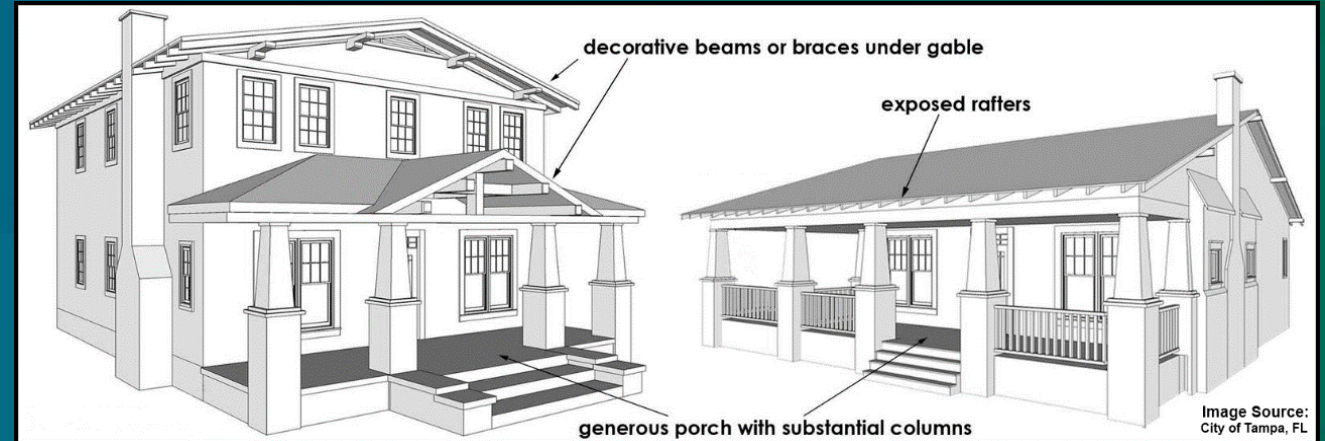 decorative beams or braces under gable
exposed rafters
generous porch with substantial columns
Image Source:
City of Tampa, FL